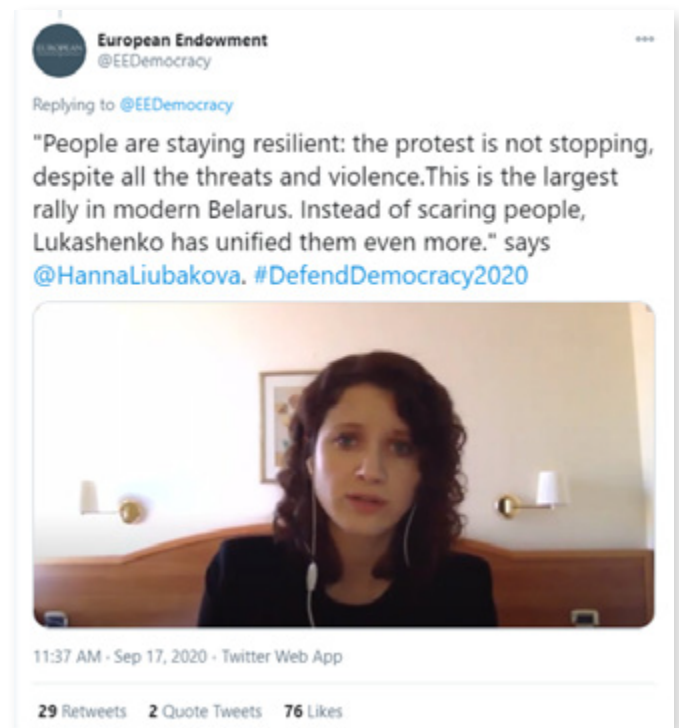 European Endowment
@EEDemocracy
Replying to @EEDemocracy
"People are staying resilient: the protest is not stopping,
despite all the threats and violence.This is the largest
rally in modern Belarus. Instead of scaring people,
Lukashenko has unified them even more." says
@HannaLiubakova. #DefendDemocracy2020
11:37 AM · Sep 17, 2020 · Twitter Web App
29 Retweets 2 Quote Tweets 76 Likes